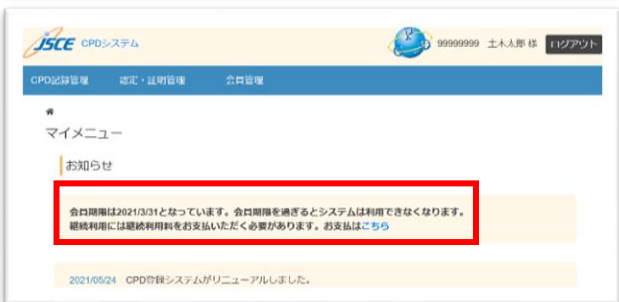 JSCE CPDシステム
99999999 土木太郎 様 ログアウト
CPD記録管理 認定・証明管理 会員管理
マイメニュー
お知らせ
会員期限は2021/3/31となっています。会員期限を過ぎるとシステムは利用できなくなります。
継続利用には継続利用料をお支払いただく必要があります。お支払はこちら
2021/05/24 CPD登録システムがリニューアルしました。